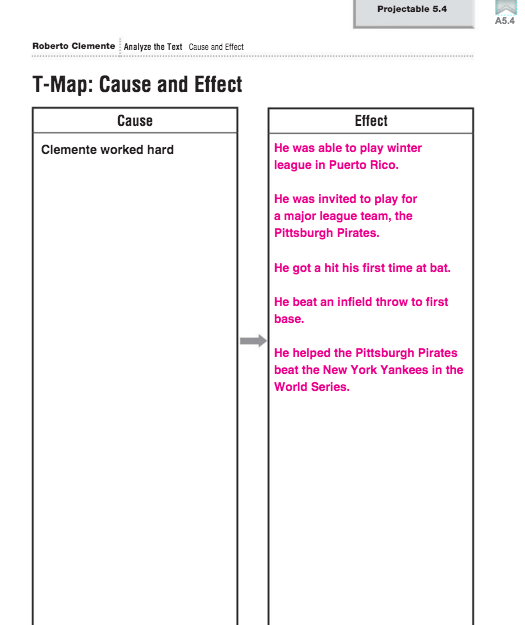 Projectable 5.4
A5.4
Roberto Clemente Analyze the Text Cause and Effect
T-Map: Cause and Effect
Cause
Clemente worked hard
Effect
He was able to play winter
league in Puerto Rico.
He was invited to play for
a major league team, the
Pittsburgh Pirates.
He got a hit his first time at bat.
He beat an infield throw to first
base.
He helped the Pittsburgh Pirates
beat the New York Yankees in the
World Series.